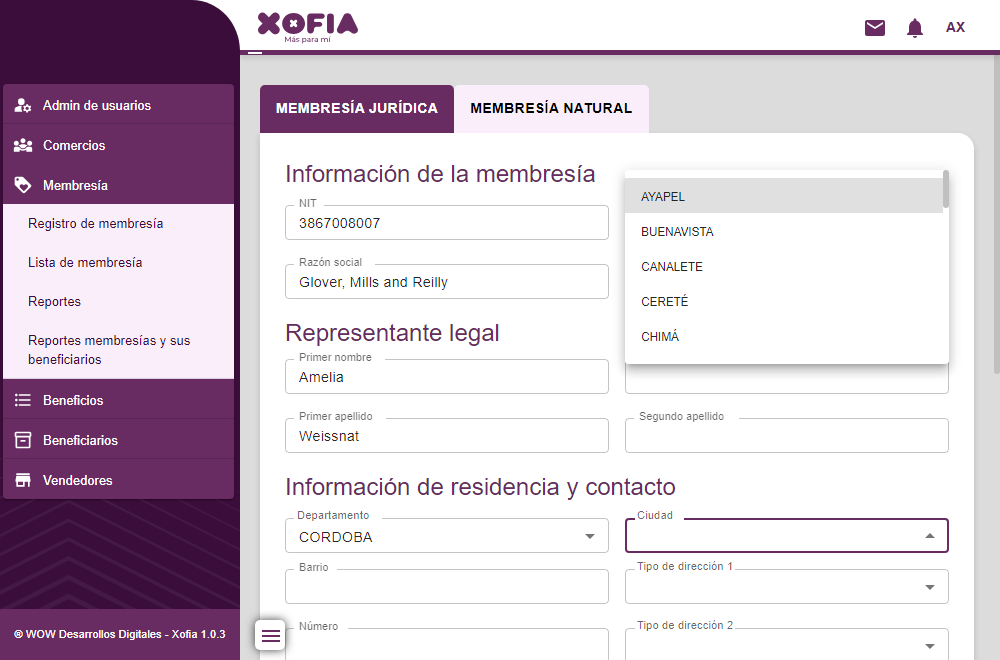 XOFIA
Más para mí
AX
Admin de usuarios
Comercios
Membresía
Registro de membresía
Lista de membresía
Reportes
Reportes membresías y sus
beneficiarios
Beneficios
Beneficiarios
Vendedores
® WOW Desarrollos Digitales - Xofia 1.0.3
MEMBRESÍA JURÍDICA
MEMBRESÍA NATURAL
Información de la membresía
NIT
3867008007
Razón social
Glover, Mills and Reilly
AYAPEL
BUENAVISTA
CANALETE
CERETÉ
CHIMÁ
Representante legal
Primer nombre
Amelia
Primer apellido
Weissnat
Segundo apellido
Información de residencia y contacto
Departamento
CORDOBA
Ciudad
Barrio
Tipo de dirección 1
Número
Tipo de dirección 2